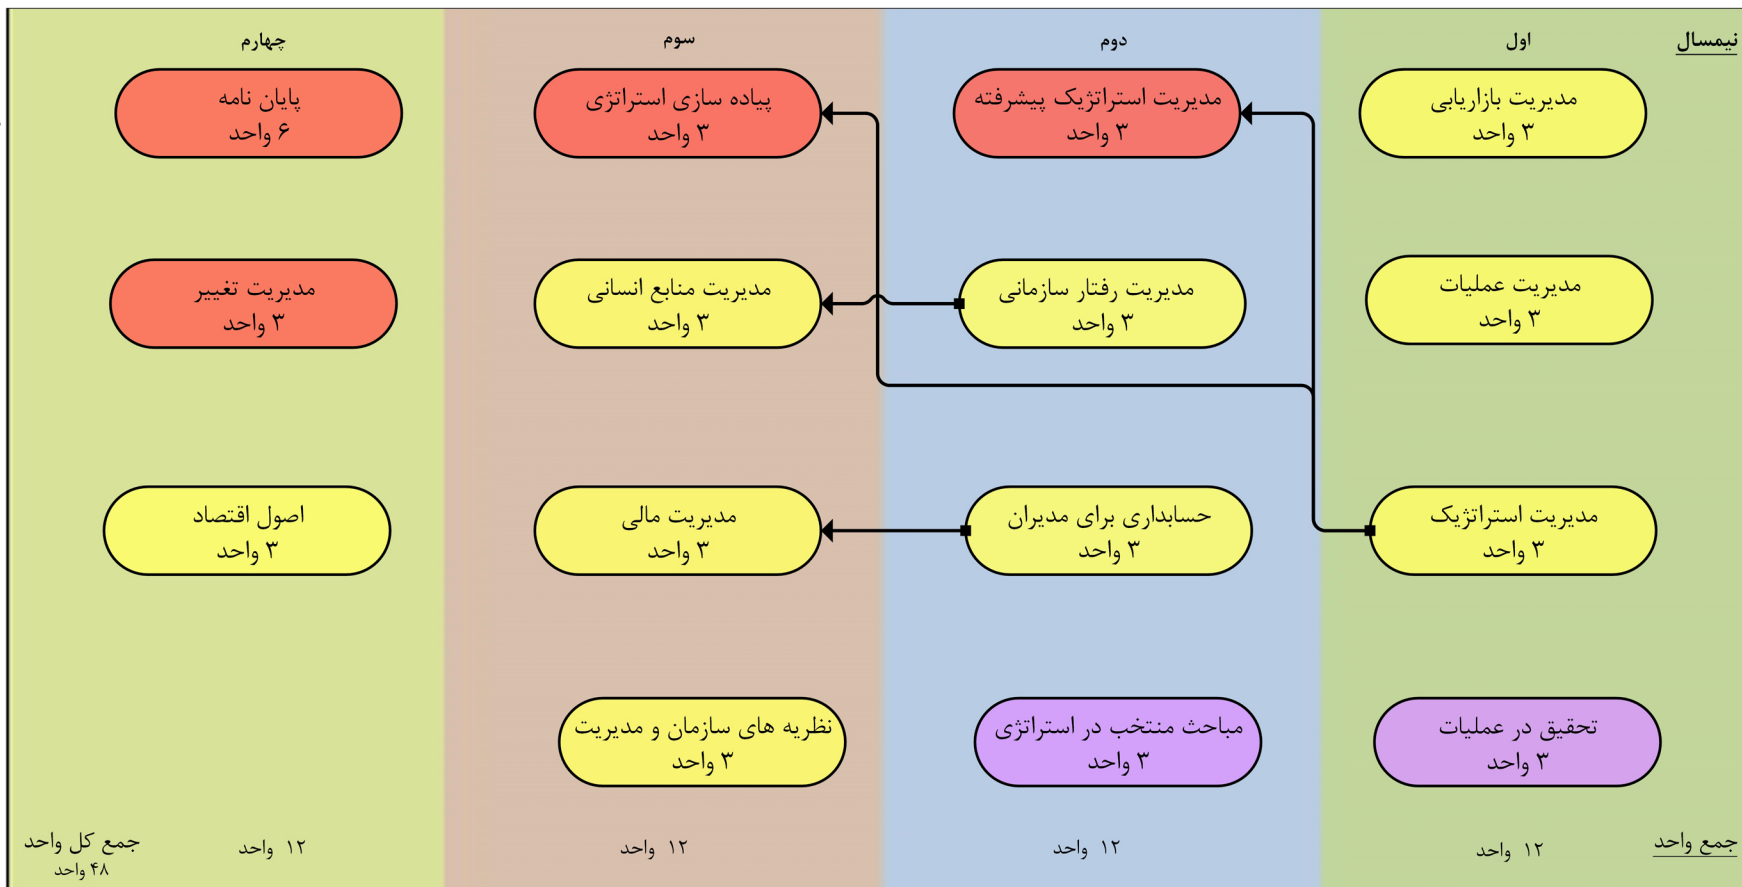 نیمسال
اول
دوم
سوم
چهارم
مدیریت بازاریابی
۳ واحد
مدیریت استراتژیک پیشرفته
۳ واحد
پیاده سازی استراتژی
۳ واحد
پایان نامه
۶ واحد
مدیریت عملیات
۳ واحد
مدیریت رفتار سازمانی
۳ واحد
مدیریت منابع انسانی
۳ واحد
مدیریت تغییر
۳ واحد
مدیریت استراتژیک
۳ واحد
حسابداری برای مدیران
۳ واحد
مدیریت مالی
۳ واحد
اصول اقتصاد
۳ واحد
تحقیق در عملیات
۳ واحد
مباحث منتخب در استراتژی
۳ واحد
نظریه های سازمان و مدیریت
۳ واحد
جمع واحد
۱۲ واحد
۱۲ واحد
۱۲ واحد
۱۲ واحد
جمع کل واحد
۴۸ واحد